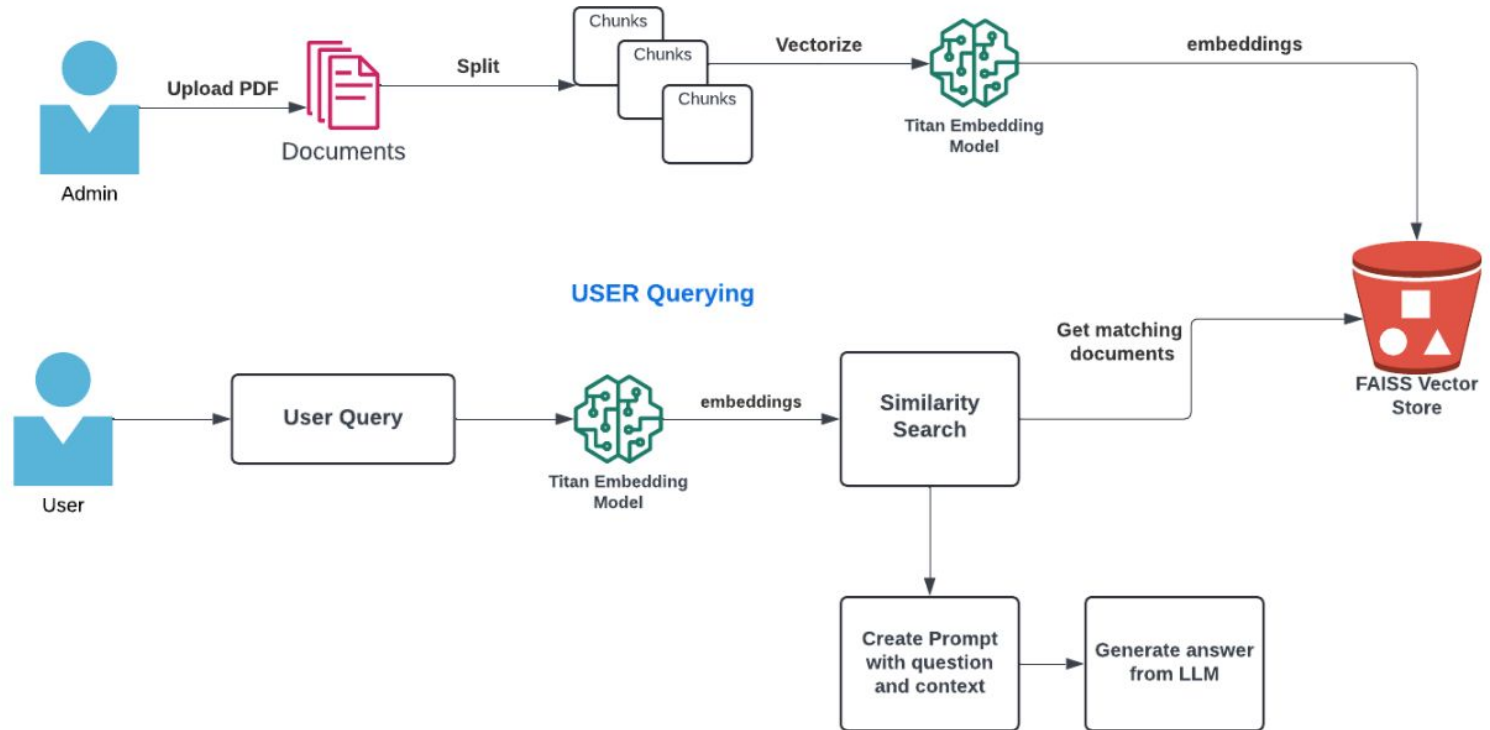 Chunks
Upload PDF
Split
Chunks
Vectorize
embeddings
Chunks
Documents
Titan Embedding
Model
Admin
USER Querying
Get matching
documents
FAISS Vector
Store
User Query
embeddings
Similarity
Search
Titan Embedding
Model
User
Create Prompt
with question
and context
Generate answer
from LLM